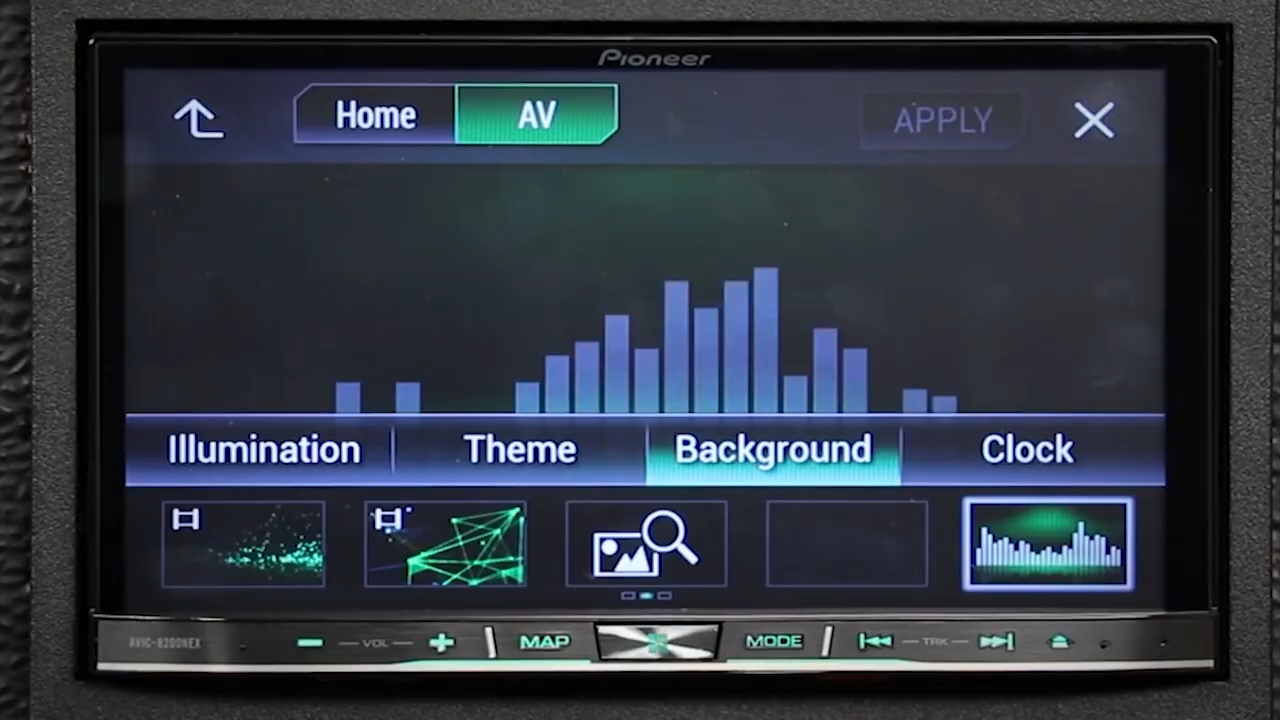 Pioneer
Home AV APPLY
Illumination Theme Background Clock
AVIC-8200NEX VOL MAP MODE TRK